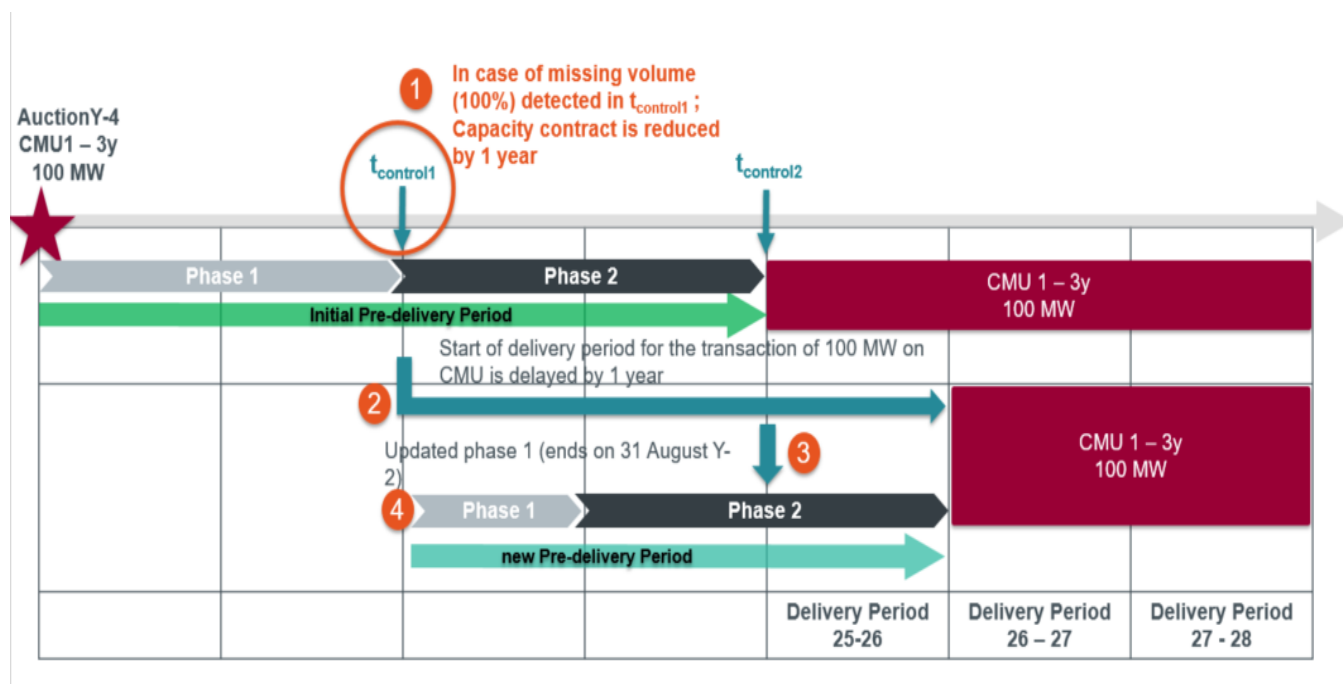 AuctionY-4
CMU1 – 3y
100 MW
1
In case of missing volume
(100%) detected in tcontrol1 ;
Capacity contract is reduced
by 1 year
tcontrol1
tcontrol2
Phase 1
Phase 2
CMU 1 – 3y
100 MW
Initial Pre-delivery Period
Start of delivery period for the transaction of 100 MW on
CMU is delayed by 1 year
2
CMU 1 – 3y
100 MW
3
Updated phase 1 (ends on 31 August Y-
2)
4
Phase 1
Phase 2
new Pre-delivery Period
Delivery Period
25-26
Delivery Period
26 – 27
Delivery Period
27 - 28